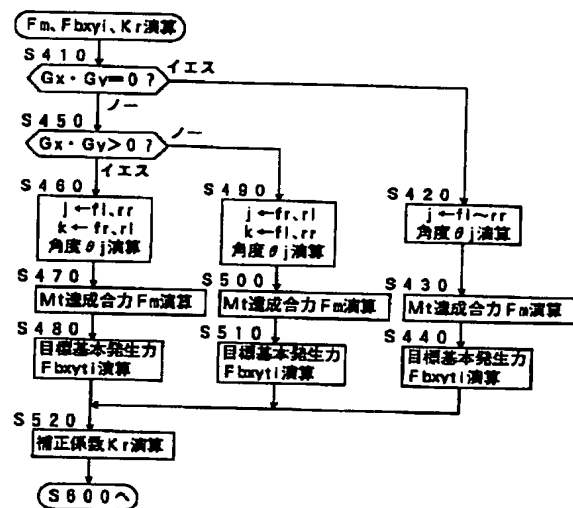 Fm、Fbxyi、Kr演算
S410
Gx・Gy=0?
イエス
ノー
S450
Gx・Gy>0?
ノー
イエス
S460
j←fl、rr
k←fr、rl
角度θj演算
S490
j←fr、rl
k←fl、rr
角度θj演算
S420
j←fl~rr
角度θj演算
S470
Mt達成合力Fm演算
S500
Mt達成合力Fm演算
S430
Mt達成合力Fm演算
S480
目標基本発生力
Fbxyti演算
S510
目標基本発生力
Fbxyti演算
S440
目標基本発生力
Fbxyti演算
S520
補正係数Kr演算
S600へ